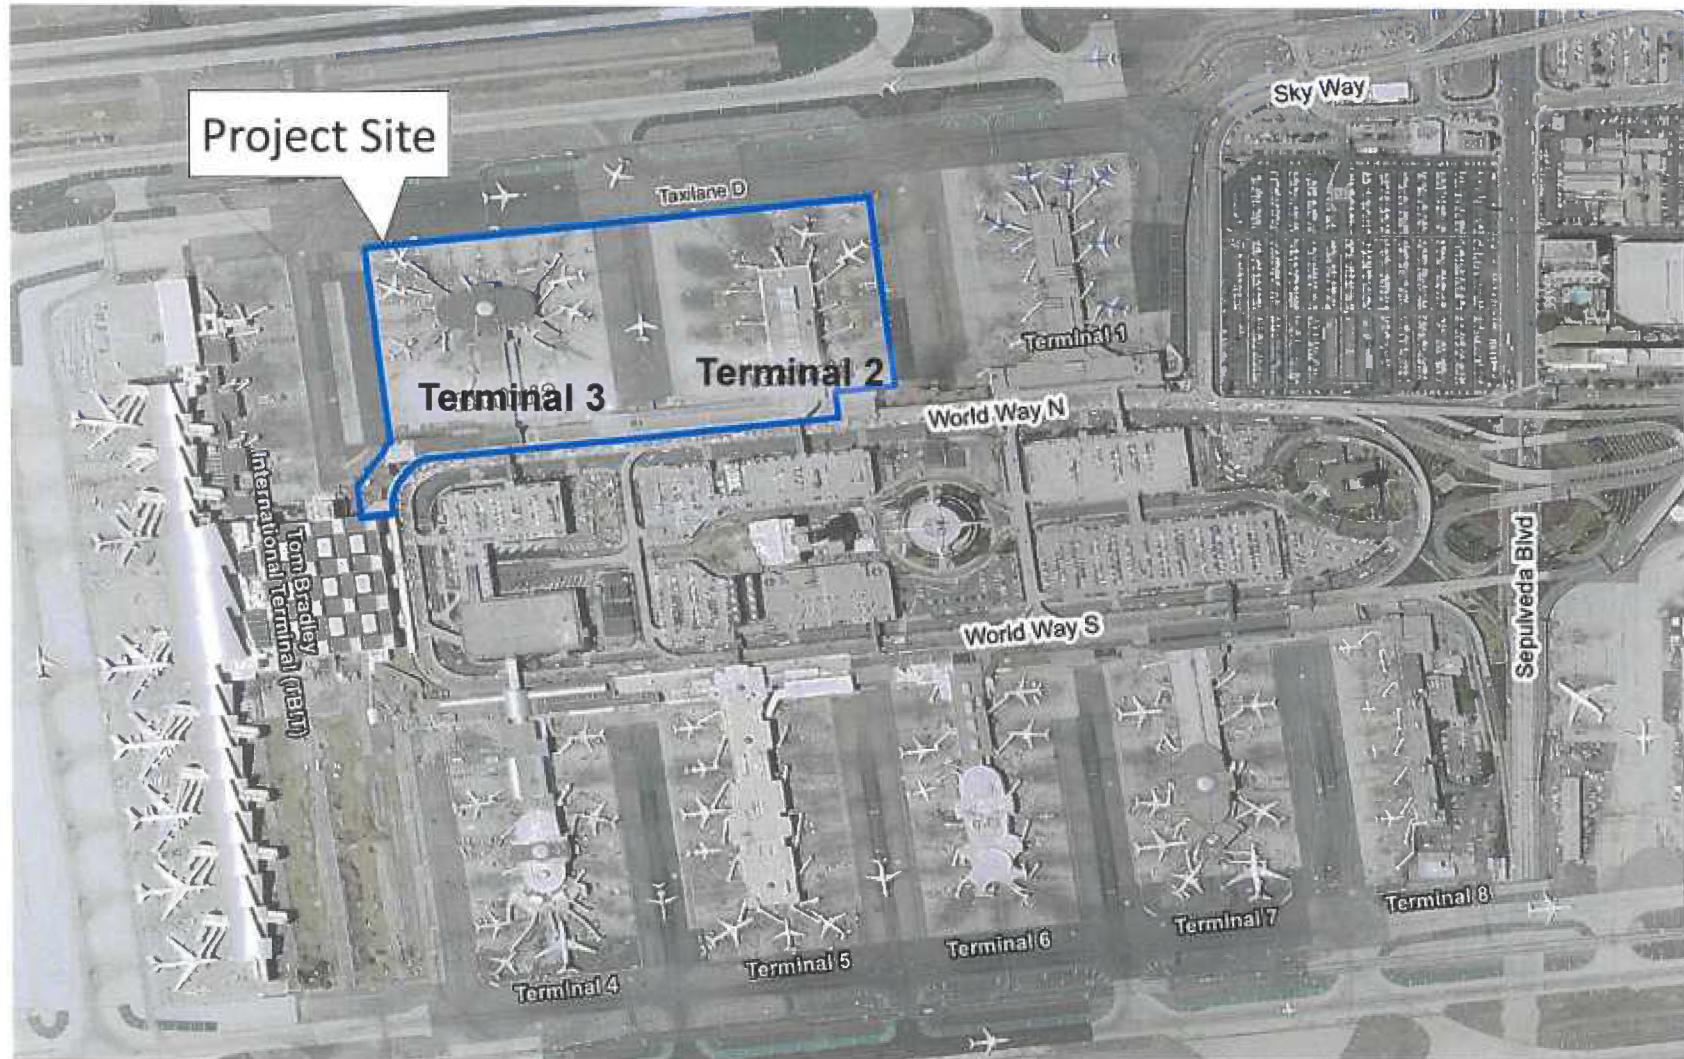 Sky Way
Project Site
Taxilane D
Terminal 1
Terminal 2
Terminal 3
World Way N
International Terminal (TBIT)
Tom Bradley
Sepulveda Blvd
World Way S
Terminal 8
Terminal 7
Terminal 6
Terminal 5
Terminal 4